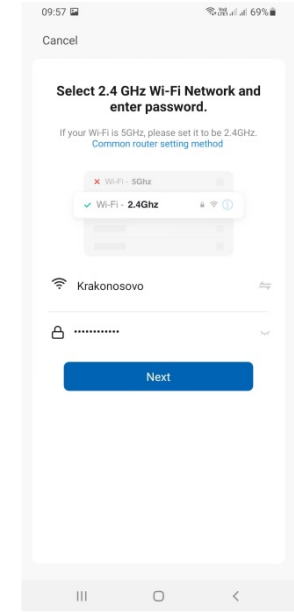 09:57 69%
Cancel
Select 2.4 GHz Wi-Fi Network and
enter password.
If your Wi-Fi is 5GHz, please set it to be 2.4GHz.
Common router setting
method
Wi-Fi - 5Ghz
Wi-Fi - 2.4Ghz
Krakonosovo
••••••••••••
Next